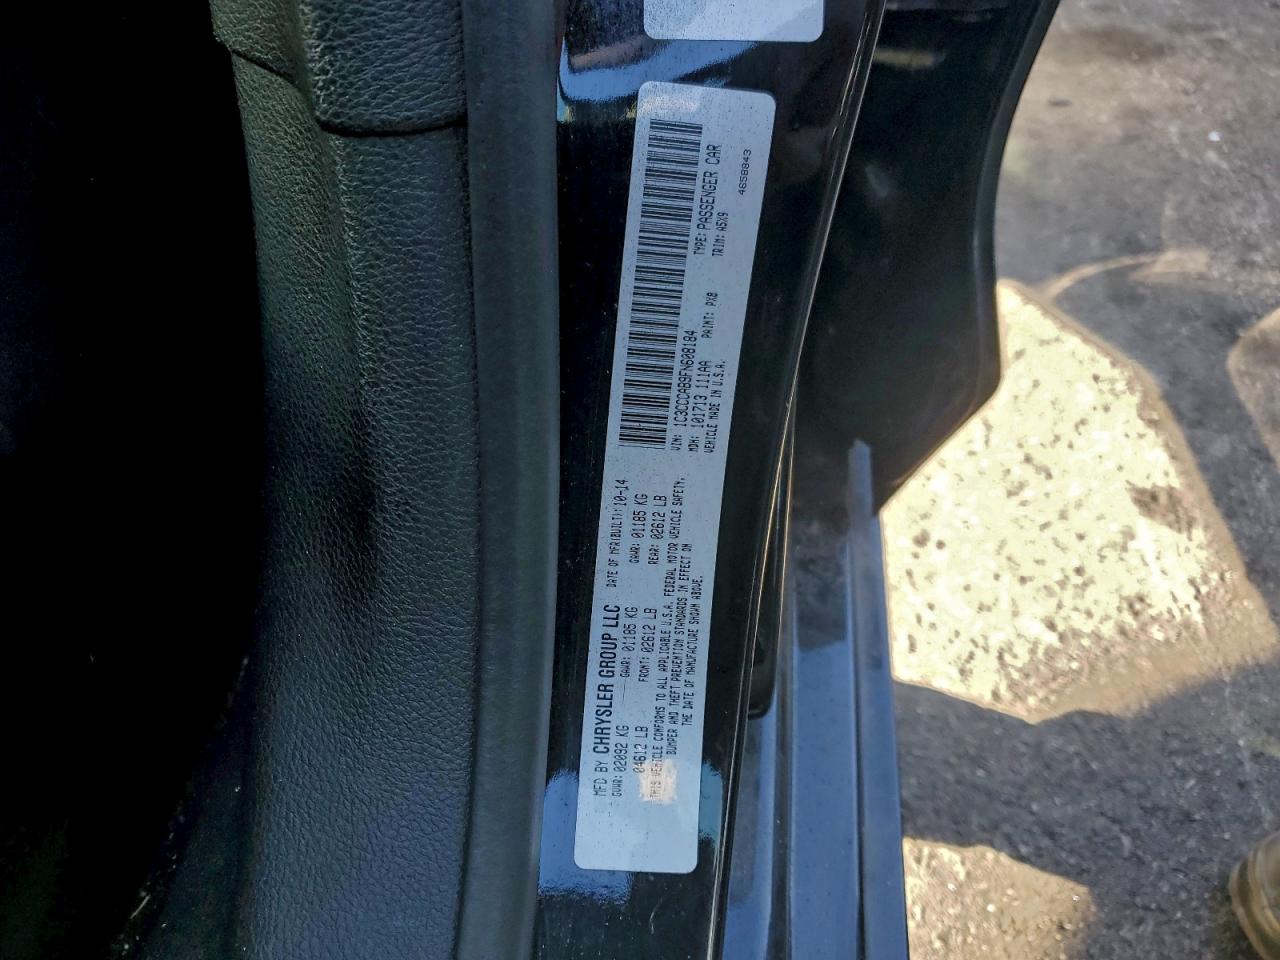 MFD BY CHRYSLER GROUP LLC DATE OF MFR(BUILT): 10-14
GVWR: 02092 KG GAWR: 01185 KG GAWR: 01185 KG
04612 LB FRONT: 02612 LB REAR: 02612 LB
THIS VEHICLE CONFORMS TO ALL APPLICABLE U.S.A. FEDERAL MOTOR VEHICLE SAFETY,
BUMPER AND THEFT PREVENTION STANDARDS IN EFFECT ON
THE DATE OF MANUFACTURE SHOWN ABOVE.
VIN: 1C3CCCAB9FN608184 TYPE: PASSENGER CAR
MDH: 101713 111AA PAINT: PX8 TRIM: A5X9
VEHICLE MADE IN U.S.A.
4658843